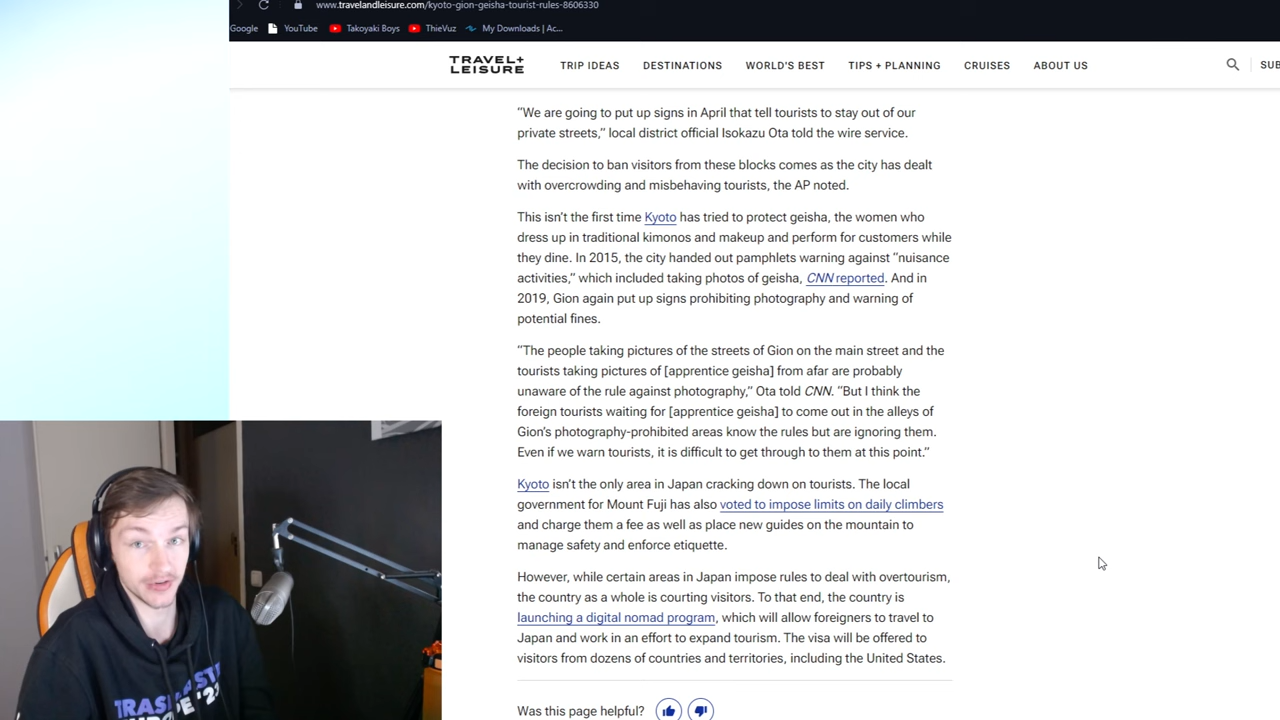 www.travelandleisure.com/kyoto-gion-geisha-tourist-rules-8606330
Google YouTube Takoyaki Boys ThieVuz My Downloads | Ac...
TRAVEL+
LEISURE
TRIP IDEAS DESTINATIONS WORLD'S BEST TIPS + PLANNING CRUISES ABOUT US SUB
“We are going to put up signs in April that tell tourists to stay out of our
private streets,” local district official Isokazu Ota told the wire service.
The decision to ban visitors from these blocks comes as the city has dealt
with overcrowding and misbehaving tourists, the AP noted.
This isn’t the first time Kyoto has tried to protect geisha, the women who
dress up in traditional kimonos and makeup and perform for customers while
they dine. In 2015, the city handed out pamphlets warning against “nuisance
activities,” which included taking photos of geisha, CNN reported. And in
2019, Gion again put up signs prohibiting photography and warning of
potential fines.
“The people taking pictures of the streets of Gion on the main street and the
tourists taking pictures of [apprentice geisha] from afar are probably
unaware of the rule against photography,” Ota told CNN. “But I think the
foreign tourists waiting for [apprentice geisha] to come out in the alleys of
Gion’s photography-prohibited areas know the rules but are ignoring them.
Even if we warn tourists, it is difficult to get through to them at this point.”
Kyoto isn’t the only area in Japan cracking down on tourists. The local
government for Mount Fuji has also voted to impose limits on daily climbers
and charge them a fee as well as place new guides on the mountain to
manage safety and enforce etiquette.
However, while certain areas in Japan impose rules to deal with overtourism,
the country as a whole is courting visitors. To that end, the country is
launching a digital nomad program, which will allow foreigners to travel to
Japan and work in an effort to expand tourism. The visa will be offered to
visitors from dozens of countries and territories, including the United States.
Was this page helpful?